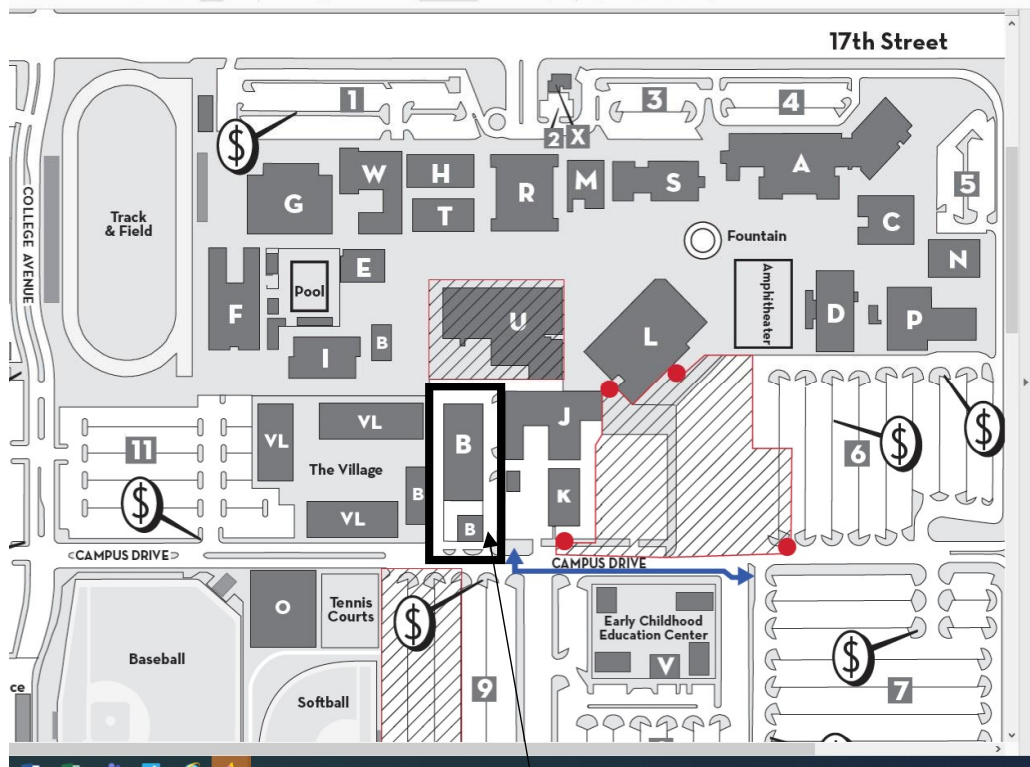 17th Street
1
3
4
2 X
$
W
H
M
S
A
5
G
R
T
C
COLLEGE AVENUE
Track
& Field
Fountain
N
E
Pool
F
Amphitheater
D
P
U
L
I
B
VL
VL
B
J
11
The Village
6
$
$
B
K
$
VL
B
CAMPUS DRIVE
CAMPUS DRIVE
O
Tennis
Courts
$
Early Childhood
Education Center
Baseball
V
$
ce
9
7
Softball